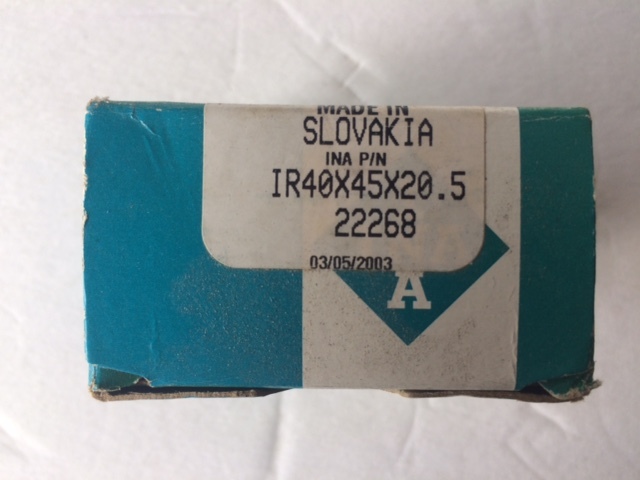 MADE IN
SLOVAKIA
INA P/N
IR40X45X20.5
22268
03/05/2003
A